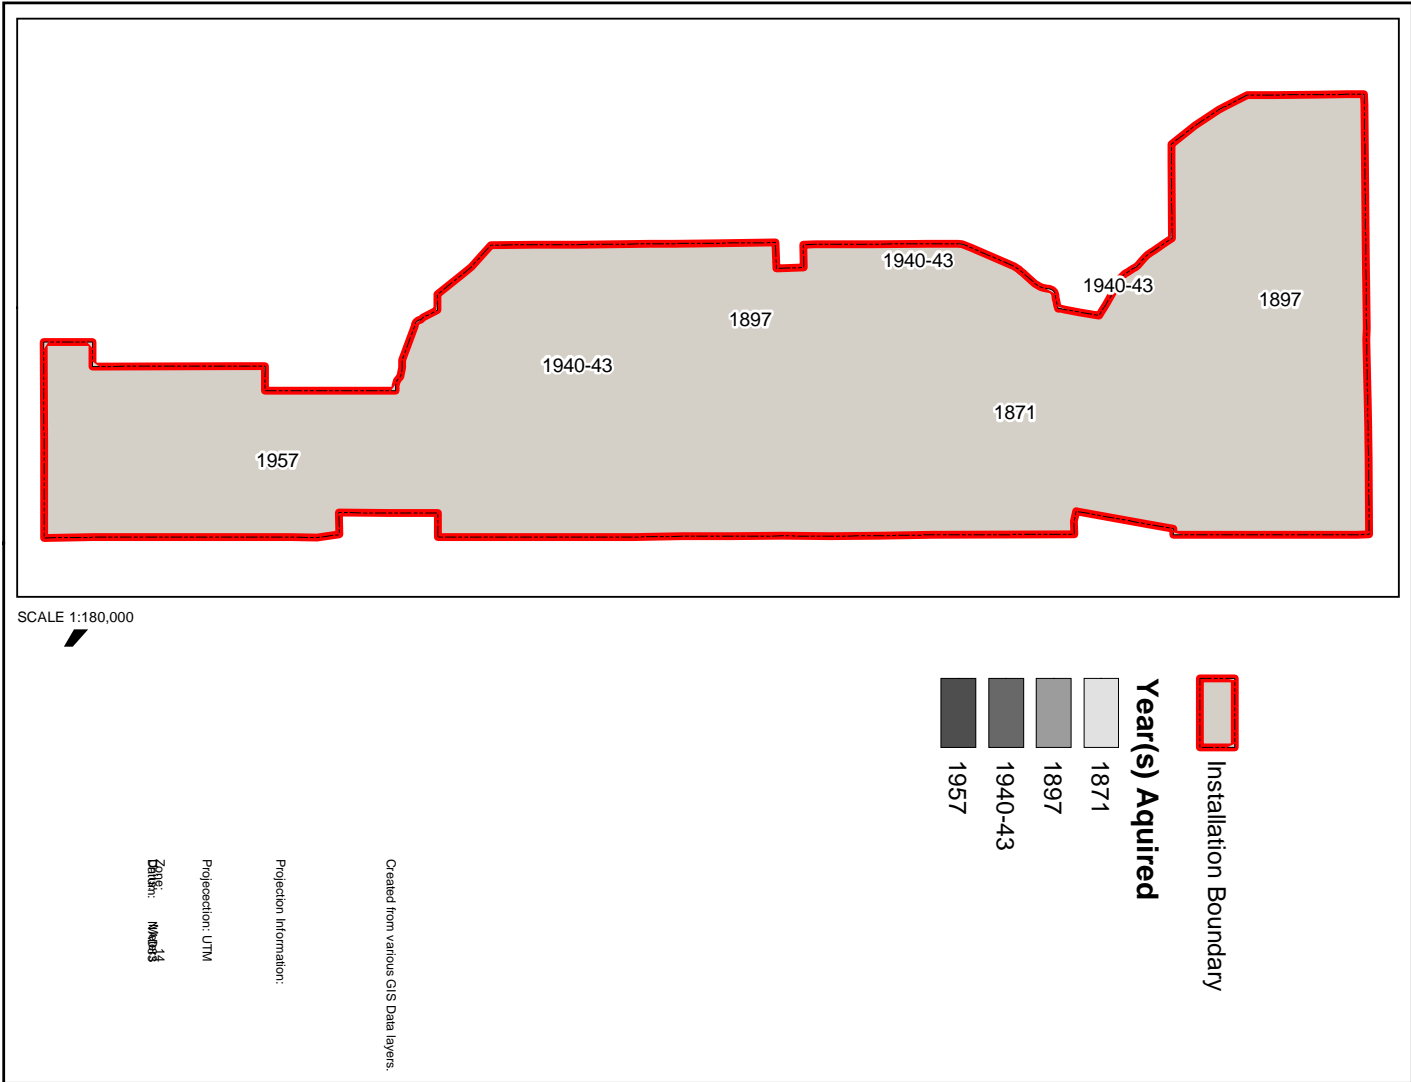 1940-43
1940-43
1897
1897
1940-43
1871
1957
SCALE 1:180,000
Installation Boundary
Year(s) Aquired
1871
1897
1940-43
1957
Created from various GIS Data layers.
Projection Information:
Projecection: UTM